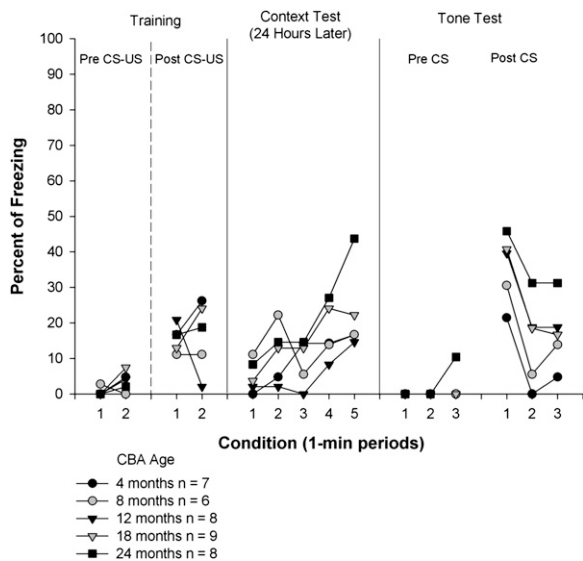 Training
Context Test
(24 Hours Later)
Tone Test
Pre CS-US
Post CS-US
Pre CS
Post CS
Percent of Freezing
100
90
80
70
60
50
40
30
20
10
0
1 2 1 2 1 2 3 4 5 1 2 3 1 2 3
Condition (1-min periods)
CBA Age
4 months n = 7
8 months n = 6
12 months n = 8
18 months n = 9
24 months n = 8